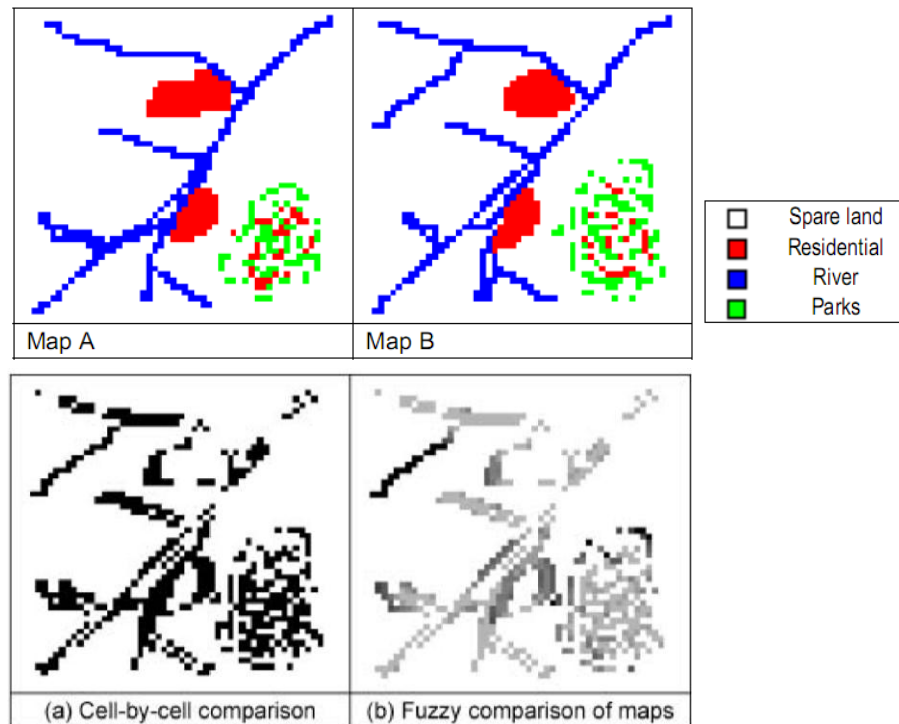 Map A
Map B
Spare land
Residential
River
Parks
(a) Cell-by-cell comparison
(b) Fuzzy comparison of maps